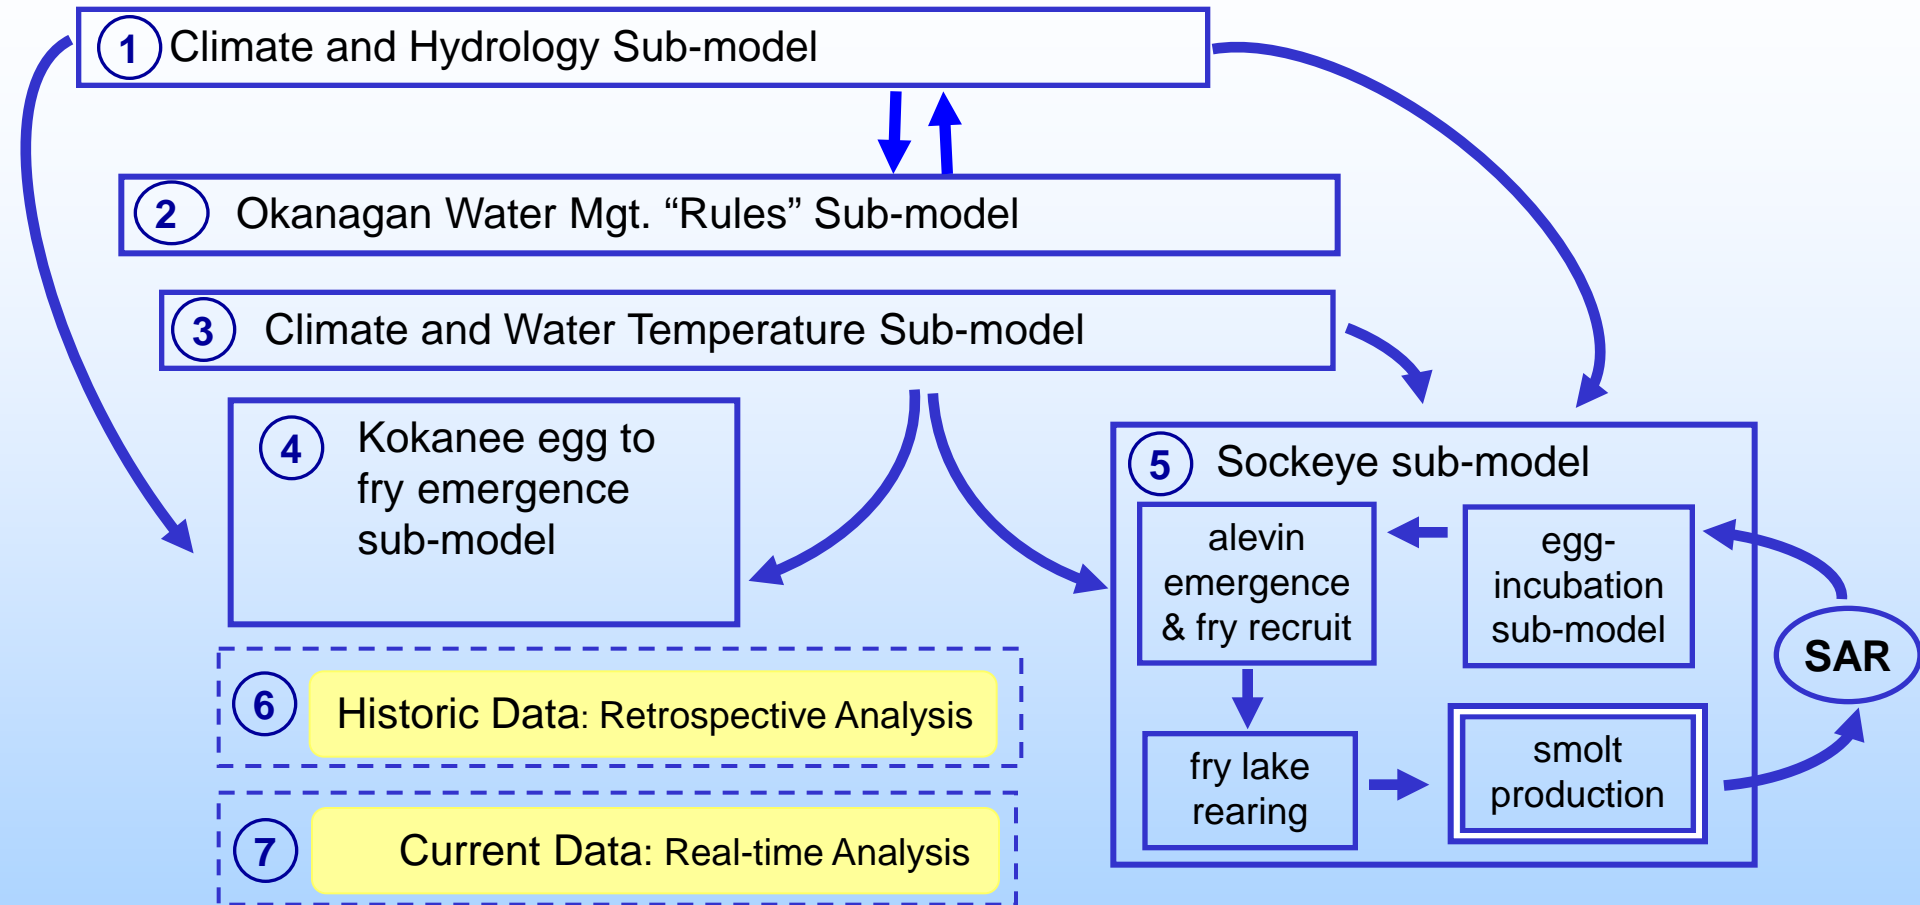 1 Climate and Hydrology Sub-model
2 Okanagan Water Mgt. “Rules” Sub-model
3 Climate and Water Temperature Sub-model
4 Kokanee egg to
fry emergence
sub-model
5 Sockeye sub-model
alevin
emergence
& fry recruit
egg-
incubation
sub-model
SAR
fry lake
rearing
smolt
production
6 Historic Data: Retrospective Analysis
7 Current Data: Real-time Analysis